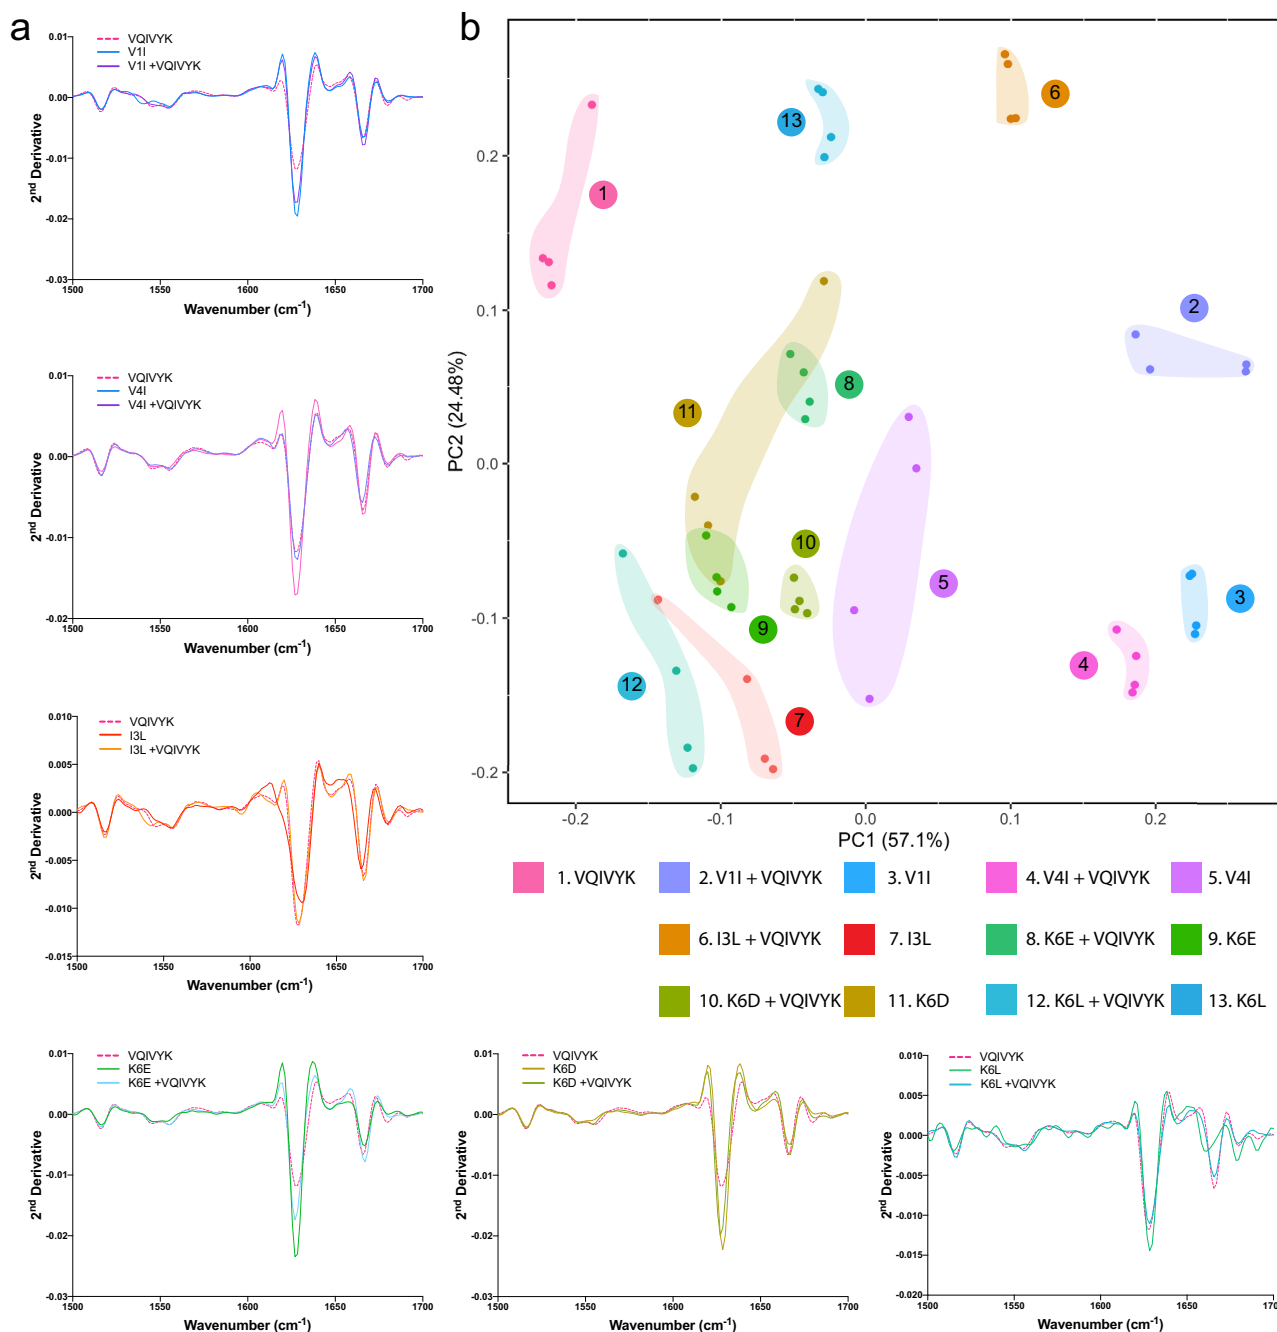 a
0.01
0.00
-0.01
-0.02
-0.03
2nd Derivative
VQIVYK
V1I
V1I +VQIVYK
1500
1550
1600
1650
1700
Wavenumber (cm-1)
0.01
0.00
-0.01
-0.02
2nd Derivative
VQIVYK
V4I
V4I +VQIVYK
1500
1550
1600
1650
1700
Wavenumber (cm-1)
0.010
0.005
0.000
-0.005
-0.010
-0.015
2nd Derivative
VQIVYK
I3L
I3L +VQIVYK
1500
1550
1600
1650
1700
Wavenumber (cm-1)
b
0.2
0.1
0.0
-0.1
-0.2
PC2 (24.48%)
1
13
6
2
8
11
10
5
3
9
4
12
7
-0.2
-0.1
0.0
0.1
0.2
PC1 (57.1%)
1. VQIVYK
2. V1I + VQIVYK
3. V1I
4. V4I + VQIVYK
5. V4I
6. I3L + VQIVYK
7. I3L
8. K6E + VQIVYK
9. K6E
10. K6D + VQIVYK
11. K6D
12. K6L + VQIVYK
13. K6L
0.01
0.00
-0.01
-0.02
-0.03
2nd Derivative
VQIVYK
K6E
K6E +VQIVYK
1500
1550
1600
1650
1700
Wavenumber (cm-1)
0.01
0.00
-0.01
-0.02
-0.03
2nd Derivative
VQIVYK
K6D
K6D +VQIVYK
1500
1550
1600
1650
1700
Wavenumber (cm-1)
0.010
0.005
0.000
-0.005
-0.010
-0.015
-0.020
2nd Derivative
VQIVYK
K6L
K6L +VQIVYK
1500
1550
1600
1650
Wavenumber (cm-1)